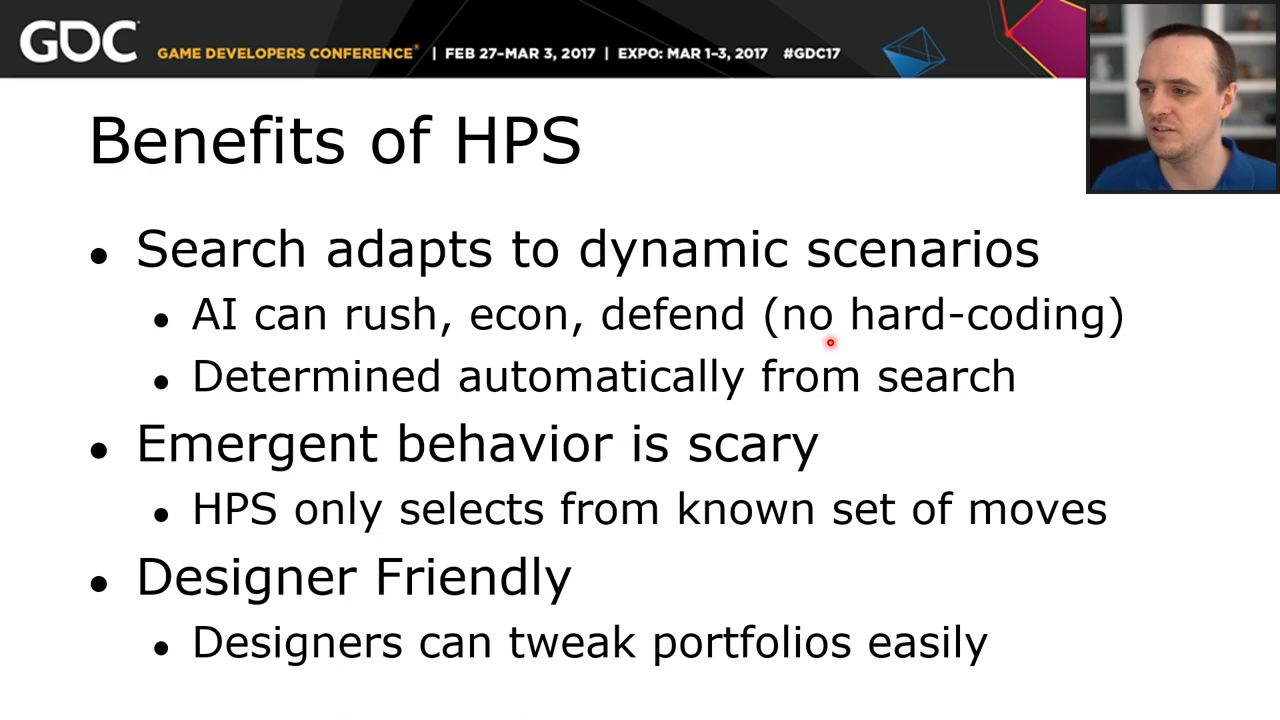 GDC GAME DEVELOPERS CONFERENCE® | FEB 27-MAR 3, 2017 | EXPO: MAR 1-3, 2017 #GDC17
Benefits of HPS
• Search adapts to dynamic scenarios
• AI can rush, econ, defend (no hard-coding)
• Determined automatically from search
• Emergent behavior is scary
• HPS only selects from known set of moves
• Designer Friendly
• Designers can tweak portfolios easily